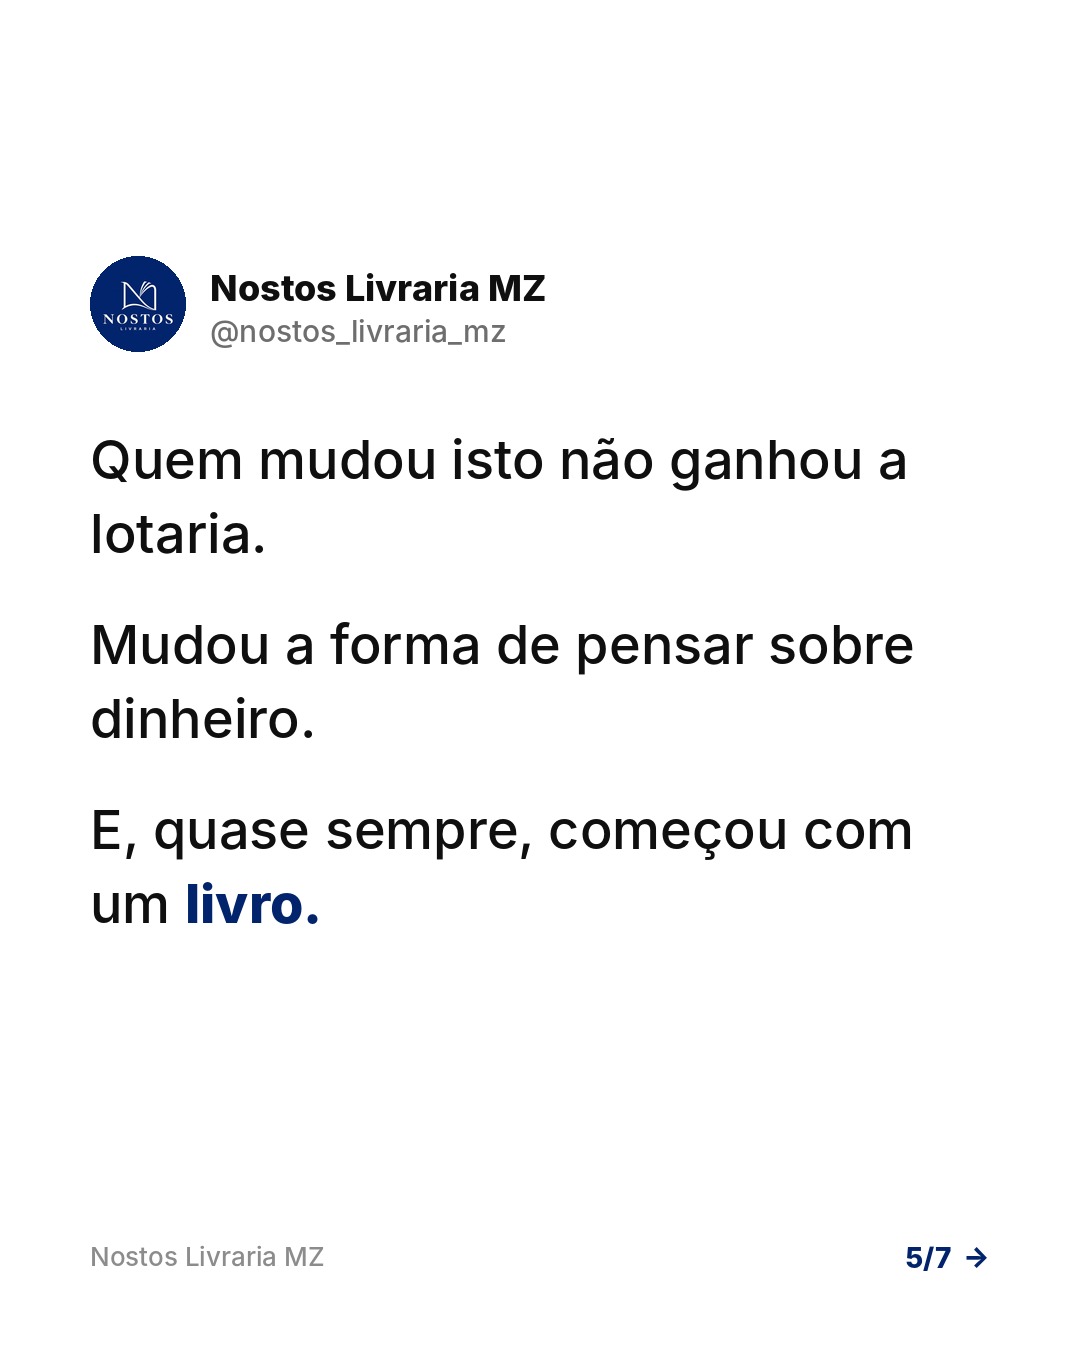 NOSTOS
LIVRARIA
Nostos Livraria MZ
@nostos_livraria_mz
Quem mudou isto não ganhou a
lotaria.
Mudou a forma de pensar sobre
dinheiro.
E, quase sempre, começou com
um livro.
Nostos Livraria MZ
5/7 →